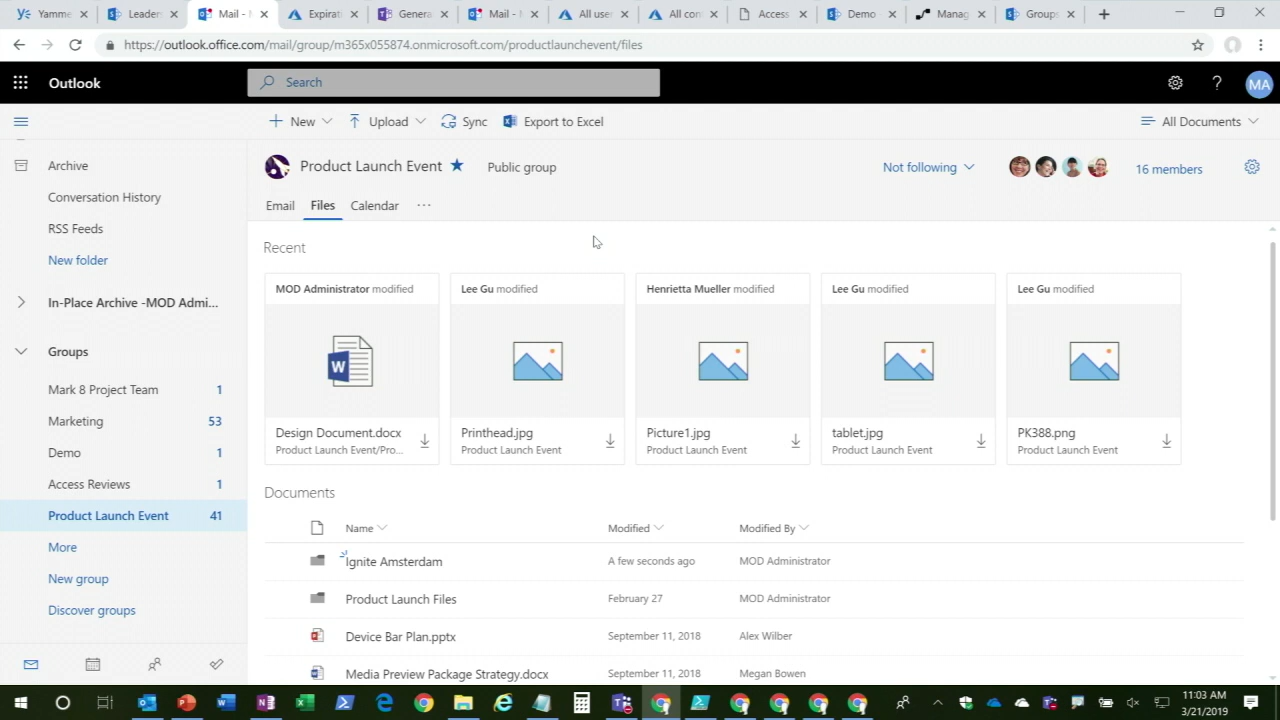 Yamme
Leader
Mail -
Expirati
Genera
Mail -
All user
All cor
Access
Demo
Manag
Groups
https://outlook.office.com/mail/group/m365x055874.onmicrosoft.com/productlaunchevent/files
Outlook
Search
MA
New
Upload
Sync
Export to Excel
All Documents
Archive
Conversation History
RSS Feeds
New folder
In-Place Archive -MOD Admi...
Groups
Mark 8 Project Team 1
Marketing 53
Demo 1
Access Reviews 1
Product Launch Event 41
More
New group
Discover groups
Product Launch Event
Public group
Not following
16 members
Email
Files
Calendar
Recent
MOD Administrator modified
Lee Gu modified
Henrietta Mueller modified
Lee Gu modified
Lee Gu modified
Design Document.docx
Product Launch Event/Pro...
Printhead.jpg
Product Launch Event
Picture1.jpg
Product Launch Event
tablet.jpg
Product Launch Event
PK388.png
Product Launch Event
Documents
Name
Modified
Modified By
Ignite Amsterdam
A few seconds ago
MOD Administrator
Product Launch Files
February 27
MOD Administrator
Device Bar Plan.pptx
September 11, 2018
Alex Wilber
Media Preview Package Strategy.docx
September 11, 2018
Megan Bowen
11:03 AM
3/21/2019